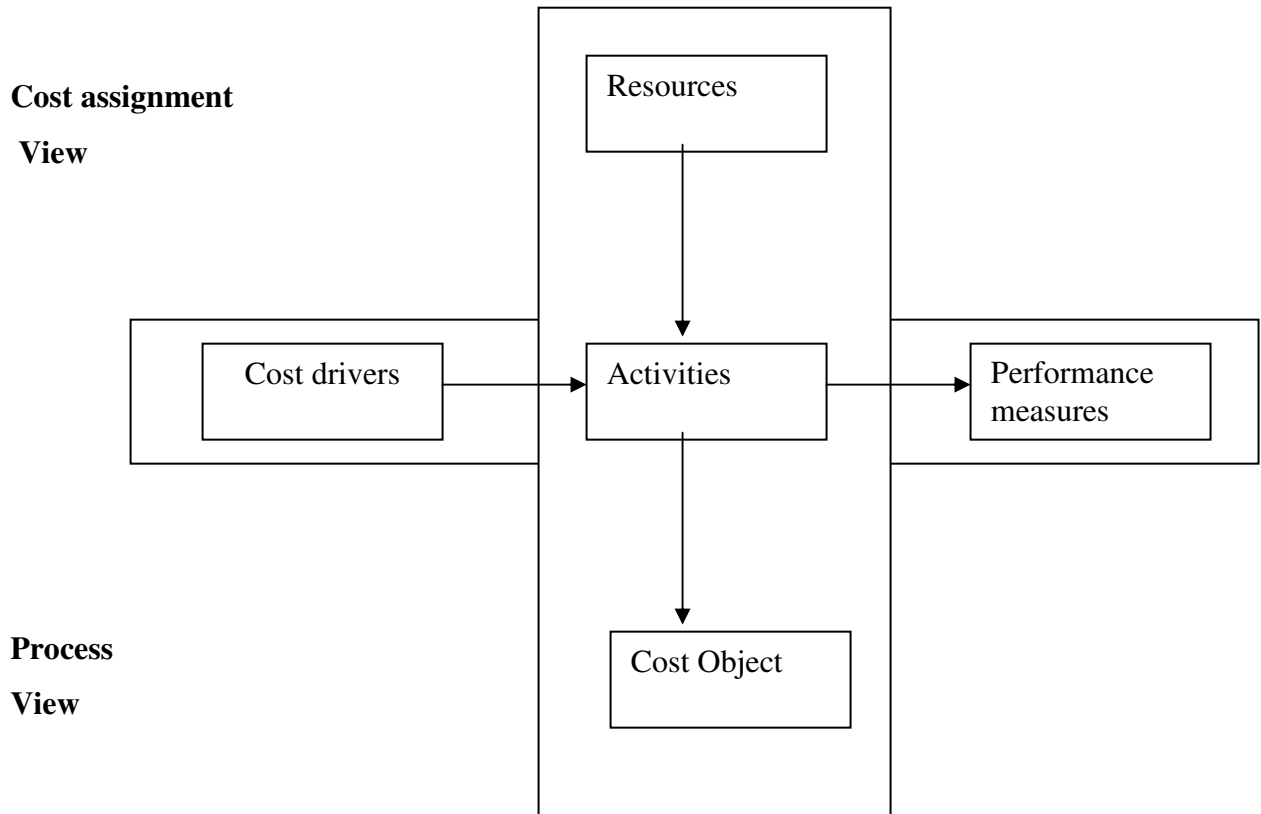 Resources
Cost assignment
View
Cost drivers
Activities
Performance
measures
Process
View
Cost Object